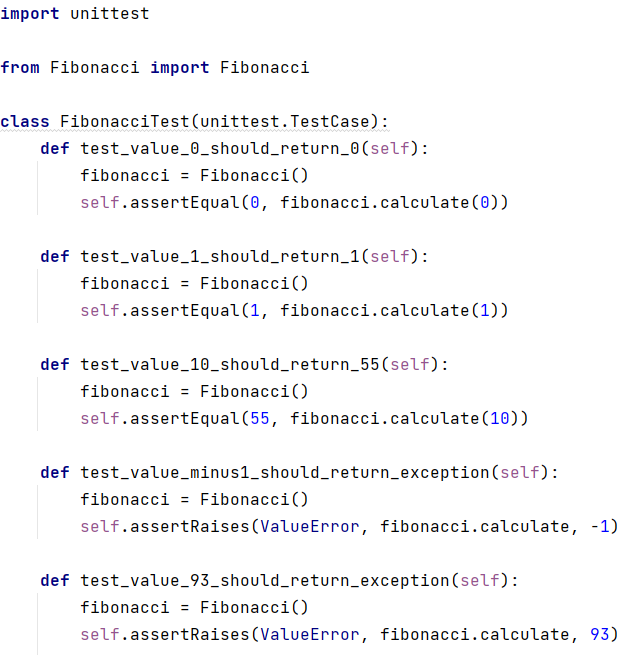 import unittest
from Fibonacci import Fibonacci
class FibonacciTest(unittest.TestCase):
    def test_value_0_should_return_0(self):
        fibonacci = Fibonacci()
        self.assertEqual(0, fibonacci.calculate(0))
    def test_value_1_should_return_1(self):
        fibonacci = Fibonacci()
        self.assertEqual(1, fibonacci.calculate(1))
    def test_value_10_should_return_55(self):
        fibonacci = Fibonacci()
        self.assertEqual(55, fibonacci.calculate(10))
    def test_value_minus1_should_return_exception(self):
        fibonacci = Fibonacci()
        self.assertRaises(ValueError, fibonacci.calculate, -1)
    def test_value_93_should_return_exception(self):
        fibonacci = Fibonacci()
        self.assertRaises(ValueError, fibonacci.calculate, 93)